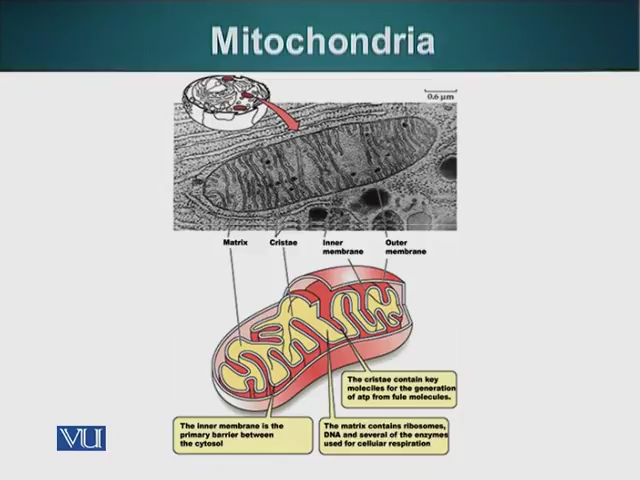 Mitochondria
0.6 µm
Matrix Cristae Inner Outer
membrane membrane
The cristae contain key
moleciles for the generation
of atp from fule molecules.
The inner membrane is the
primary barrier between
the cytosol
The matrix contains ribosomes,
DNA and several of the enzymes
used for cellular respiration
VU